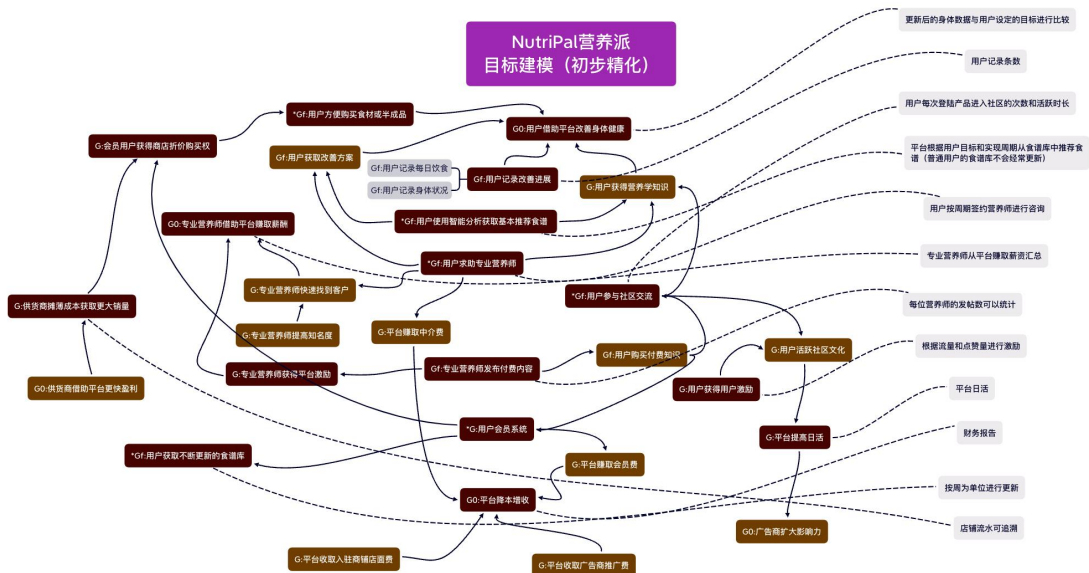 NutriPal营养派
目标建模（初步精化）
更新后的身体数据与用户设定的目标进行比较
用户记录条数
用户每次登陆产品进入社区的次数和活跃时长
平台根据用户目标和实现周期从食谱库中推荐食
谱（普通用户的食谱库不会经常更新）
用户按周期签约营养师进行咨询
专业营养师从平台赚取薪资汇总
每位营养师的发帖数可以统计
根据流量和点赞量进行激励
平台日活
财务报告
按周为单位进行更新
店铺流水可追溯
*Gf:用户方便购买食材或半成品
G0:用户借助平台改善身体健康
G:会员用户获得商店折价购买权
Gf:用户获取改善方案
Gf:用户记录每日饮食
Gf:用户记录身体状况
Gf:用户记录改善进展
G:用户获得营养学知识
*Gf:用户使用智能分析获取基本推荐食谱
G0:专业营养师借助平台赚取薪酬
*Gf:用户求助专业营养师
G:专业营养师快速找到客户
*Gf:用户参与社区交流
G:供货商摊薄成本获取更大销量
G:专业营养师提高知名度
G:平台赚取中介费
G:用户活跃社区文化
Gf:用户购买付费知识
G:专业营养师获得平台激励
Gf:专业营养师发布付费内容
G:用户获得用户激励
G0:供货商借助平台更快盈利
*G:用户会员系统
G:平台提高日活
*Gf:用户获取不断更新的食谱库
G:平台赚取会员费
G0:平台降本增收
G0:广告商扩大影响力
G:平台收取入驻商铺店面费
G:平台收取广告商推广费